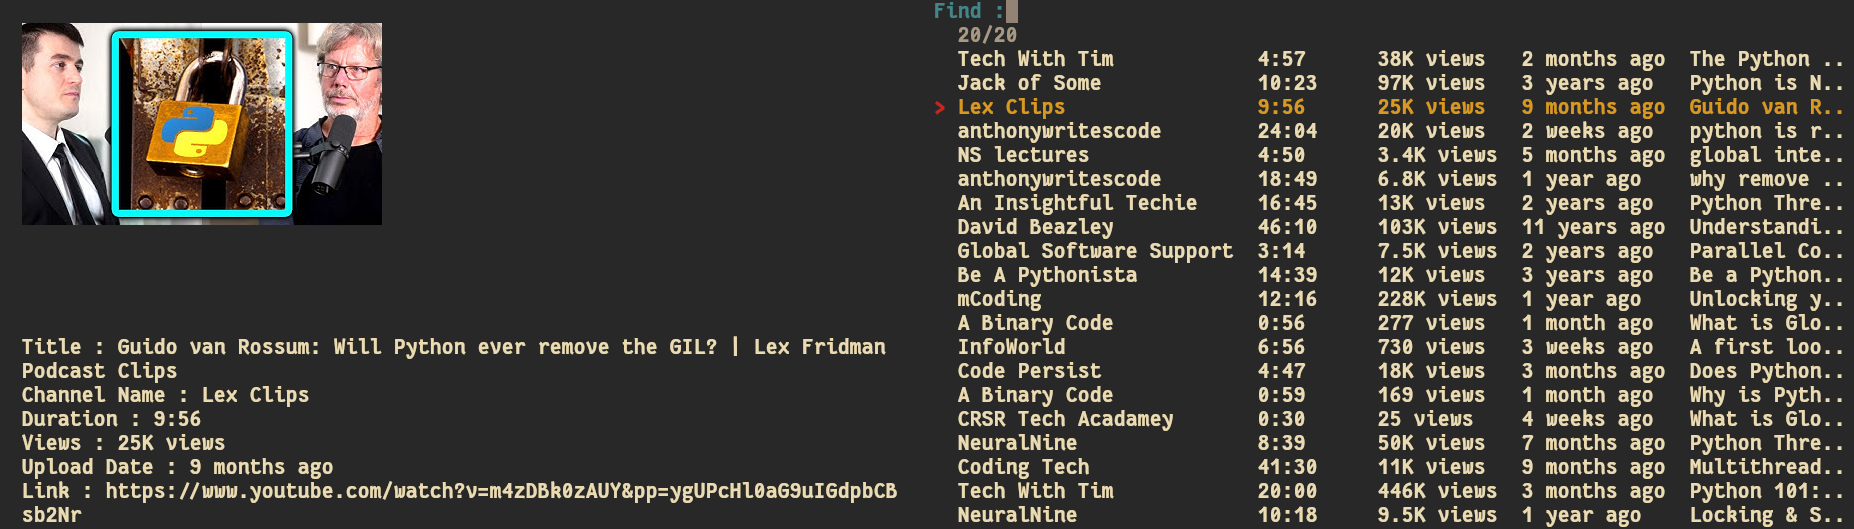 Find :
20/20
Tech With Tim 4:57 38K views 2 months ago The Python ..
Jack of Some 10:23 97K views 3 years ago Python is N..
> Lex Clips 9:56 25K views 9 months ago Guido van R..
anthonywritescode 24:04 20K views 2 weeks ago python is r..
NS lectures 4:50 3.4K views 5 months ago global inte..
anthonywritescode 18:49 6.8K views 1 year ago why remove ..
An Insightful Techie 16:45 13K views 2 years ago Python Thre..
David Beazley 46:10 103K views 11 years ago Understandi..
Global Software Support 3:14 7.5K views 2 years ago Parallel Co..
Be A Pythonista 14:39 12K views 3 years ago Be a Python..
mCoding 12:16 228K views 1 year ago Unlocking y..
A Binary Code 0:56 277 views 1 month ago What is Glo..
InfoWorld 6:56 730 views 3 weeks ago A first loo..
Code Persist 4:47 18K views 3 months ago Does Python..
A Binary Code 0:59 169 views 1 month ago Why is Pyth..
CRSR Tech Acadamey 0:30 25 views 4 weeks ago What is Glo..
NeuralNine 8:39 50K views 7 months ago Python Thre..
Coding Tech 41:30 11K views 9 months ago Multithread..
Tech With Tim 20:00 446K views 3 months ago Python 101:..
NeuralNine 10:18 9.5K views 1 year ago Locking & S..
Title : Guido van Rossum: Will Python ever remove the GIL? | Lex Fridman
Podcast Clips
Channel Name : Lex Clips
Duration : 9:56
Views : 25K views
Upload Date : 9 months ago
Link : https://www.youtube.com/watch?v=m4zDBk0zAUY&pp=ygUPcHl0aG9uIGdpbCB
sb2Nr